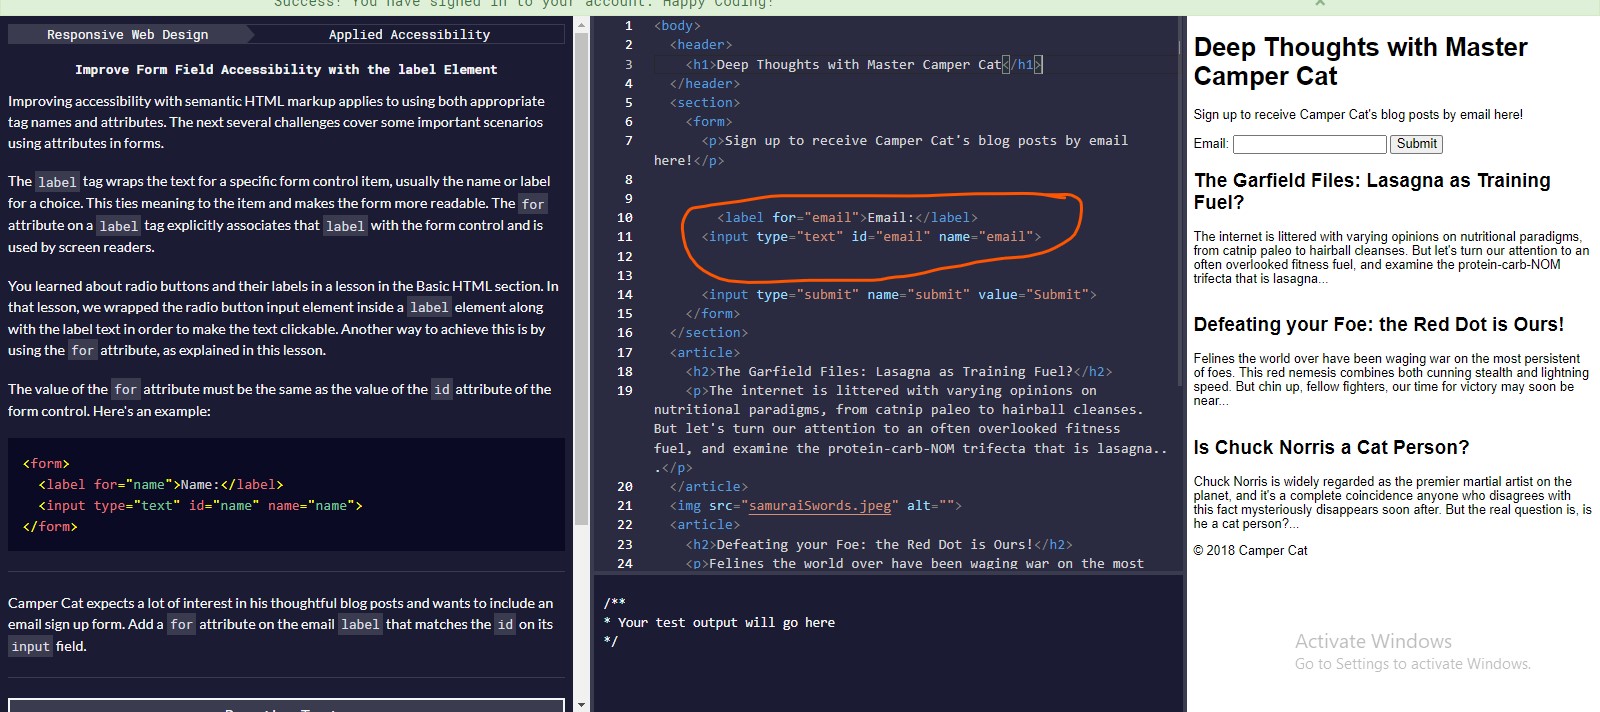 Success! You have signed in to your account. Happy Coding!
×
Responsive Web Design
Applied Accessibility
Improve Form Field Accessibility with the label Element
Improving accessibility with semantic HTML markup applies to using both appropriate
tag names and attributes. The next several challenges cover some important scenarios
using attributes in forms.
The label tag wraps the text for a specific form control item, usually the name or label
for a choice. This ties meaning to the item and makes the form more readable. The for
attribute on a label tag explicitly associates that label with the form control and is
used by screen readers.
You learned about radio buttons and their labels in a lesson in the Basic HTML section. In
that lesson, we wrapped the radio button input element inside a label element along
with the label text in order to make the text clickable. Another way to achieve this is by
using the for attribute, as explained in this lesson.
The value of the for attribute must be the same as the value of the id attribute of the
form control. Here's an example:
<form>
<label for="name">Name:</label>
<input type="text" id="name" name="name">
</form>
Camper Cat expects a lot of interest in his thoughtful blog posts and wants to include an
email sign up form. Add a for attribute on the email label that matches the id on its
input field.
1 <body>
2 <header>
3 <h1>Deep Thoughts with Master Camper Cat</h1>
4 </header>
5 <section>
6 <form>
7 <p>Sign up to receive Camper Cat's blog posts by email
here!</p>
8
9
10 <label for="email">Email:</label>
11 <input type="text" id="email" name="email">
12
13
14 <input type="submit" name="submit" value="Submit">
15 </form>
16 </section>
17 <article>
18 <h2>The Garfield Files: Lasagna as Training Fuel?</h2>
19 <p>The internet is littered with varying opinions on
nutritional paradigms, from catnip paleo to hairball cleanses.
But let's turn our attention to an often overlooked fitness
fuel, and examine the protein-carb-NOM trifecta that is lasagna..
.</p>
20 </article>
21 <img src="samuraiSwords.jpeg" alt="">
22 <article>
23 <h2>Defeating your Foe: the Red Dot is Ours!</h2>
24 <p>Felines the world over have been waging war on the most
/**
* Your test output will go here
*/
Deep Thoughts with Master
Camper Cat
Sign up to receive Camper Cat's blog posts by email here!
Email: Submit
The Garfield Files: Lasagna as Training
Fuel?
The internet is littered with varying opinions on nutritional paradigms,
from catnip paleo to hairball cleanses. But let's turn our attention to an
often overlooked fitness fuel, and examine the protein-carb-NOM
trifecta that is lasagna...
Defeating your Foe: the Red Dot is Ours!
Felines the world over have been waging war on the most persistent
of foes. This red nemesis combines both cunning stealth and lightning
speed. But chin up, fellow fighters, our time for victory may soon be
near...
Is Chuck Norris a Cat Person?
Chuck Norris is widely regarded as the premier martial artist on the
planet, and it's a complete coincidence anyone who disagrees with
this fact mysteriously disappears soon after. But the real question is, is
he a cat person?...
© 2018 Camper Cat
Activate Windows
Go to Settings to activate Windows.